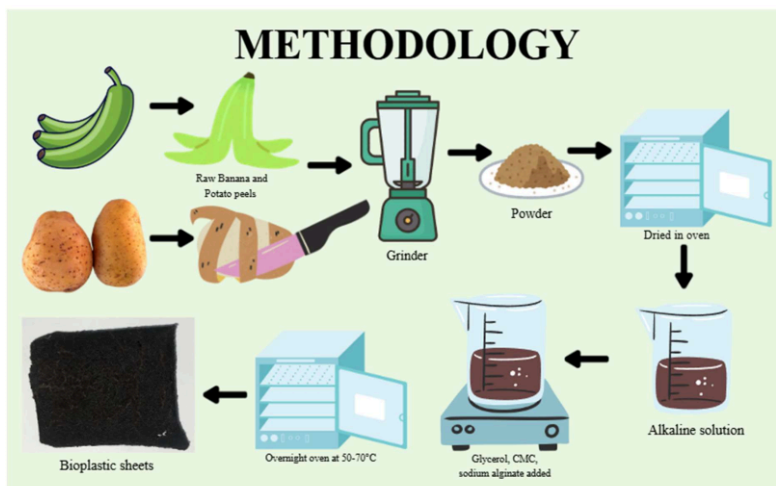 METHODOLOGY
Raw Banana and
Potato peels
Grinder
Powder
Dried in oven
Alkaline solution
Glycerol, CMC,
sodium alginate added
Overnight oven at 50-70°C
Bioplastic sheets